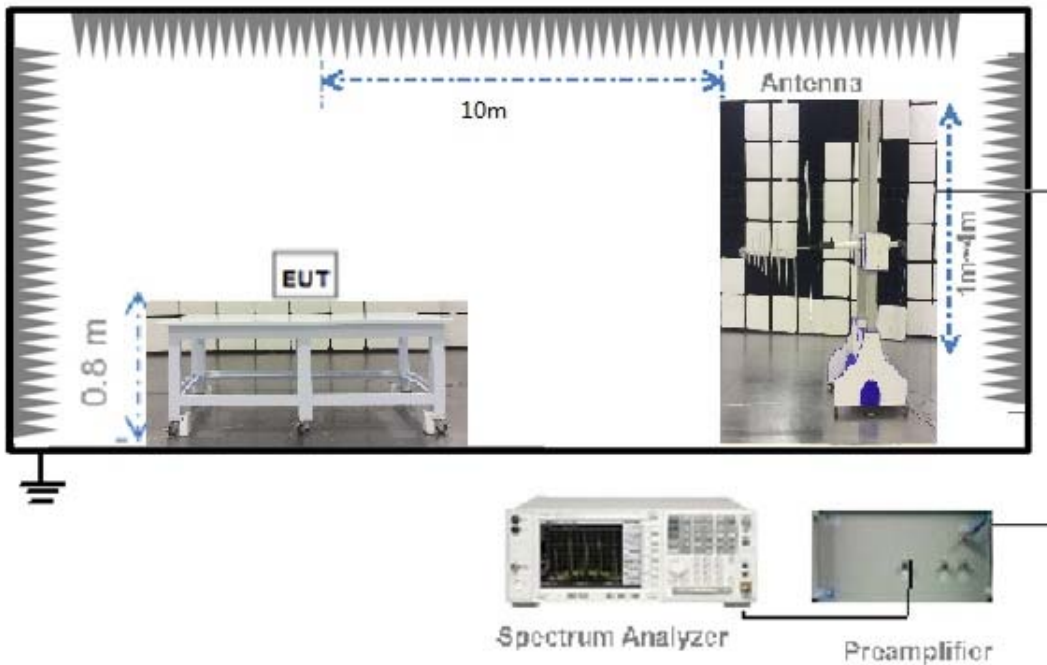 Antenna
10m
1m~4m
EUT
0.8 m
Spectrum Analyzer
Preamplifier